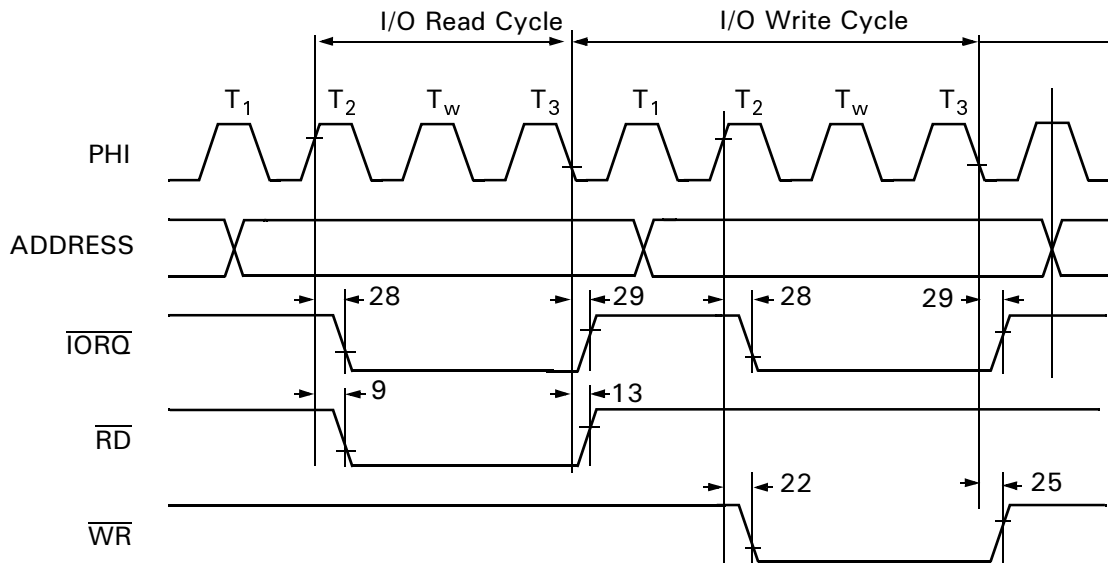 I/O Read Cycle I/O Write Cycle
T1 T2 Tw T3 T1 T2 Tw T3
PHI
ADDRESS
28 29 28 29
IORQ
9 13
RD
22 25
WR